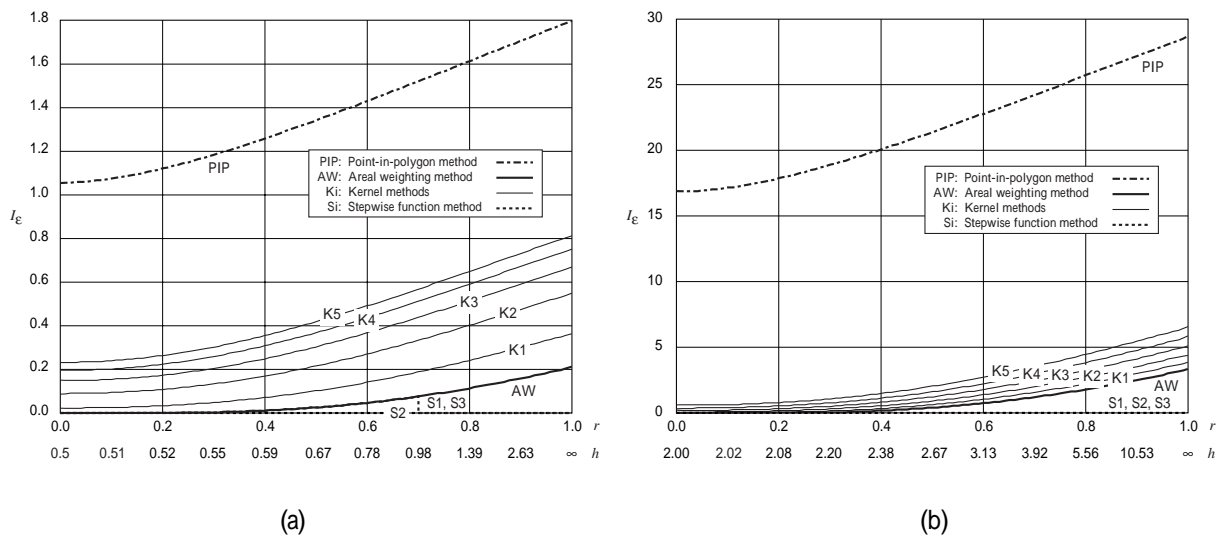 1.8
1.6
1.4
1.2
1.0
0.8
0.6
0.4
0.2
0.0
Iε
PIP
PIP: Point-in-polygon method
AW: Areal weighting method
Ki: Kernel methods
Si: Stepwise function method
K5
K4
K3
K2
K1
AW
S2
S1, S3
0.0 0.2 0.4 0.6 0.8 1.0 r
0.5 0.51 0.52 0.55 0.59 0.67 0.78 0.98 1.39 2.63 ∞ h
(a)
30
25
20
15
10
5
0
Iε
PIP
PIP: Point-in-polygon method
AW: Areal weighting method
Ki: Kernel methods
Si: Stepwise function method
K5 K4 K3 K2 K1
AW
S1, S2, S3
0.0 0.2 0.4 0.6 0.8 1.0 r
2.00 2.02 2.08 2.20 2.38 2.67 3.13 3.92 5.56 10.53 ∞ h
(b)